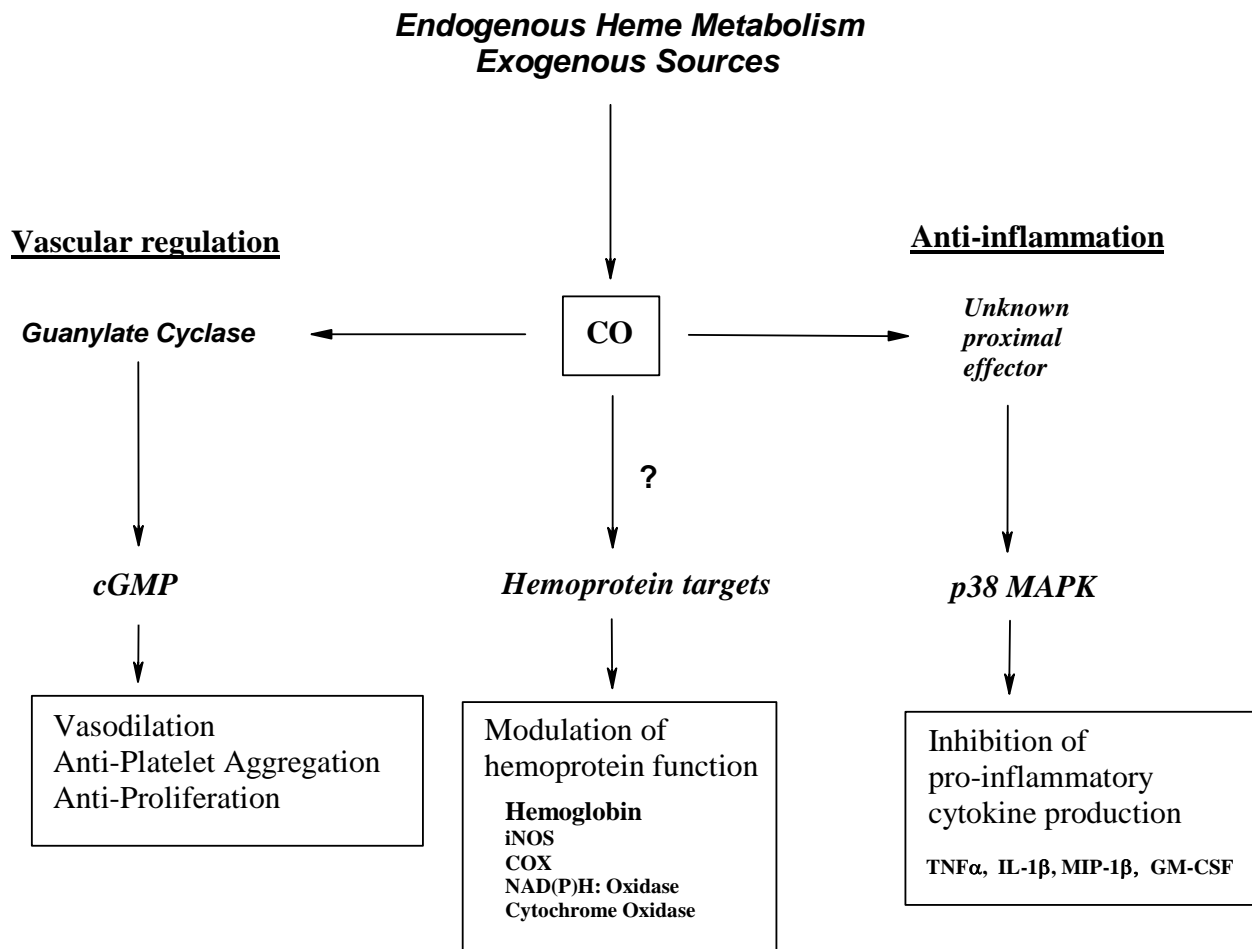 Endogenous Heme Metabolism
Exogenous Sources
Vascular regulation
Anti-inflammation
Guanylate Cyclase
CO
Unknown
proximal
effector
?
cGMP
Hemoprotein targets
p38 MAPK
Vasodilation
Anti-Platelet Aggregation
Anti-Proliferation
Modulation of
hemoprotein function
Hemoglobin
iNOS
COX
NAD(P)H: Oxidase
Cytochrome Oxidase
Inhibition of
pro-inflammatory
cytokine production
TNFα, IL-1β, MIP-1β, GM-CSF